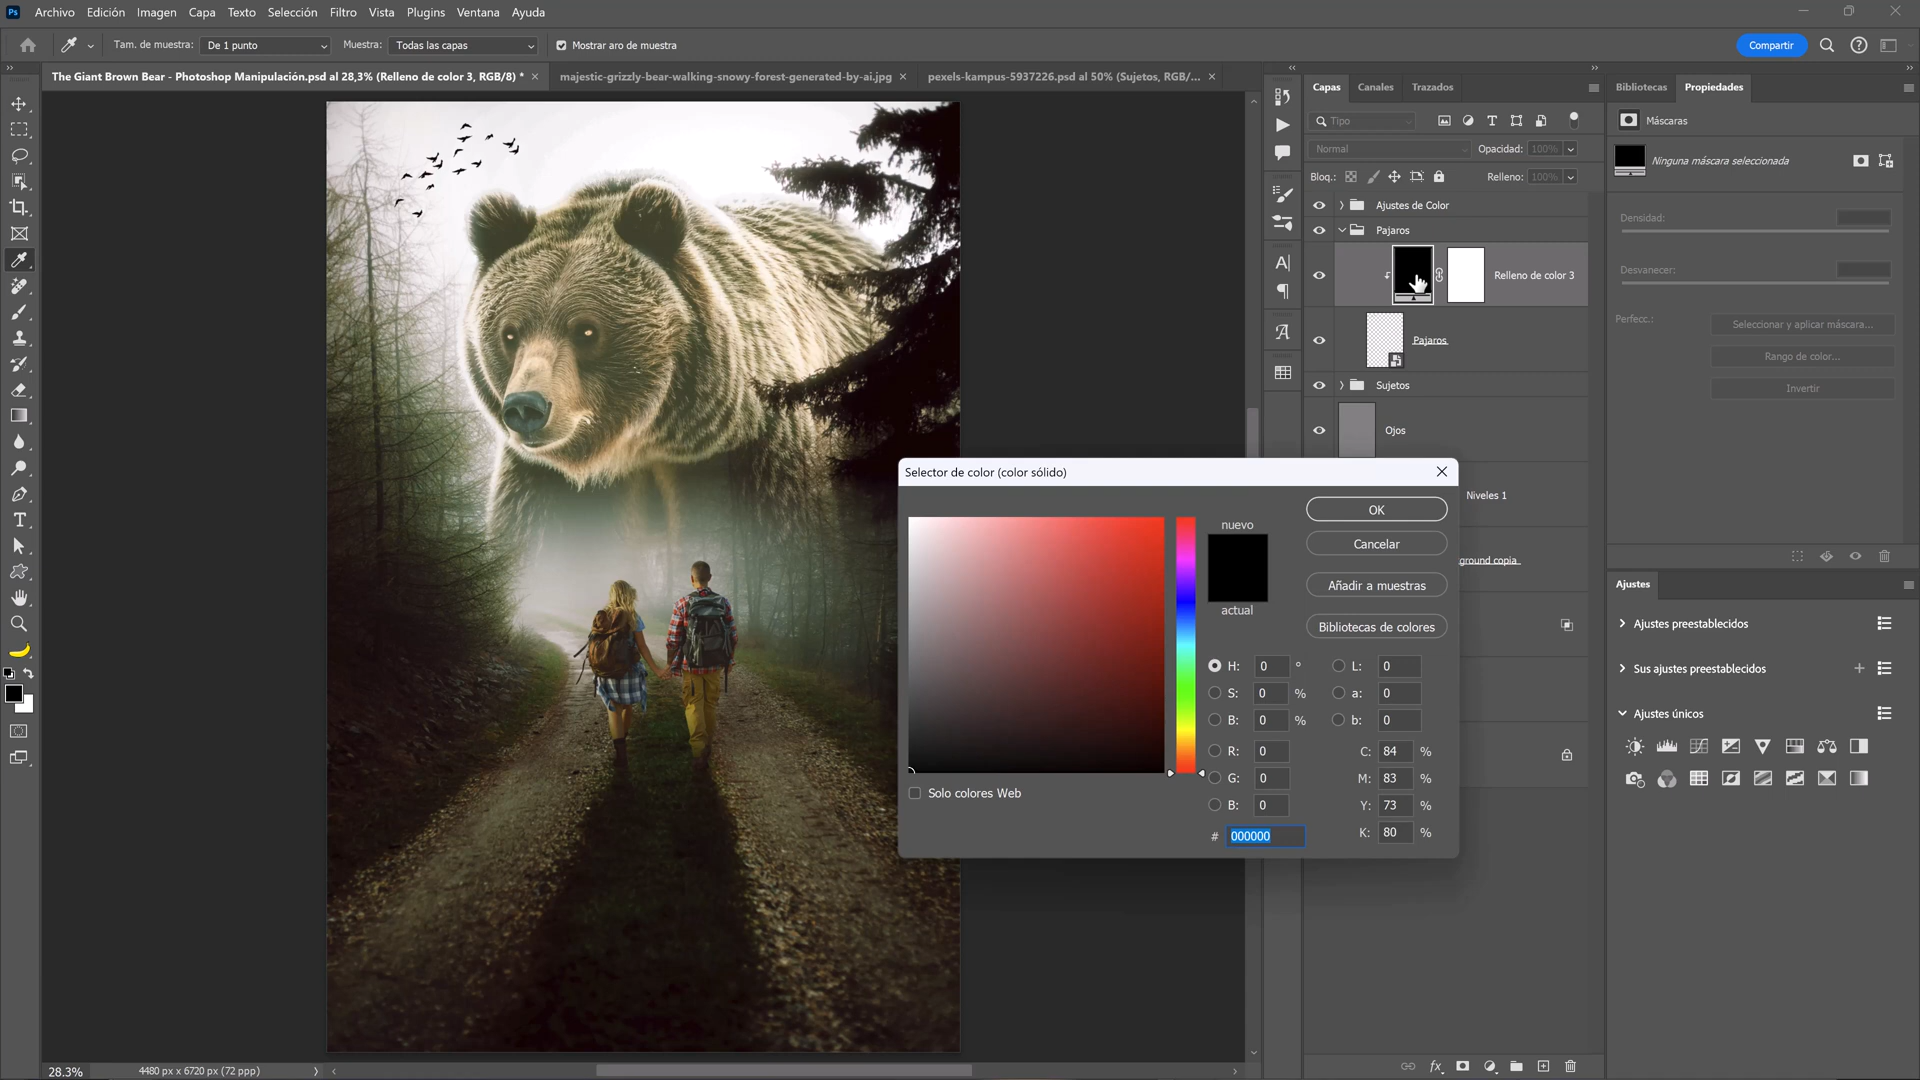 Ps Archivo Edición Imagen Capa Texto Selección Filtro Vista Plugins Ventana Ayuda
Tam. de muestra: De 1 punto Muestra: Todas las capas Mostrar aro de muestra Compartir
The Giant Brown Bear - Photoshop Manipulación.psd al 28,3% (Relleno de color 3, RGB/8) *
majestic-grizzly-bear-walking-snowy-forest-generated-by-ai.jpg
pexels-kampus-5937226.psd al 50% (Sujetos, RGB/...
Capas Canales Trazados
Tipo
Normal Opacidad: 100%
Bloq.: Relleno: 100%
Ajustes de Color
Pajaros
Relleno de color 3
Pajaros
Sujetos
Ojos
Niveles 1
ground copia
Bibliotecas Propiedades
Máscaras
Ninguna máscara seleccionada
Densidad:
Desvanecer:
Perfecc.: Seleccionar y aplicar máscara...
Rango de color...
Invertir
Ajustes
Ajustes preestablecidos
Sus ajustes preestablecidos
Ajustes únicos
Selector de color (color sólido)
nuevo
actual
OK
Cancelar
Añadir a muestras
Bibliotecas de colores
H: 0 ° L: 0
S: 0 % a: 0
B: 0 % b: 0
R: 0 C: 84 %
G: 0 M: 83 %
B: 0 Y: 73 %
# 000000 K: 80 %
Solo colores Web
28.3% 4480 px x 6720 px (72 ppp)